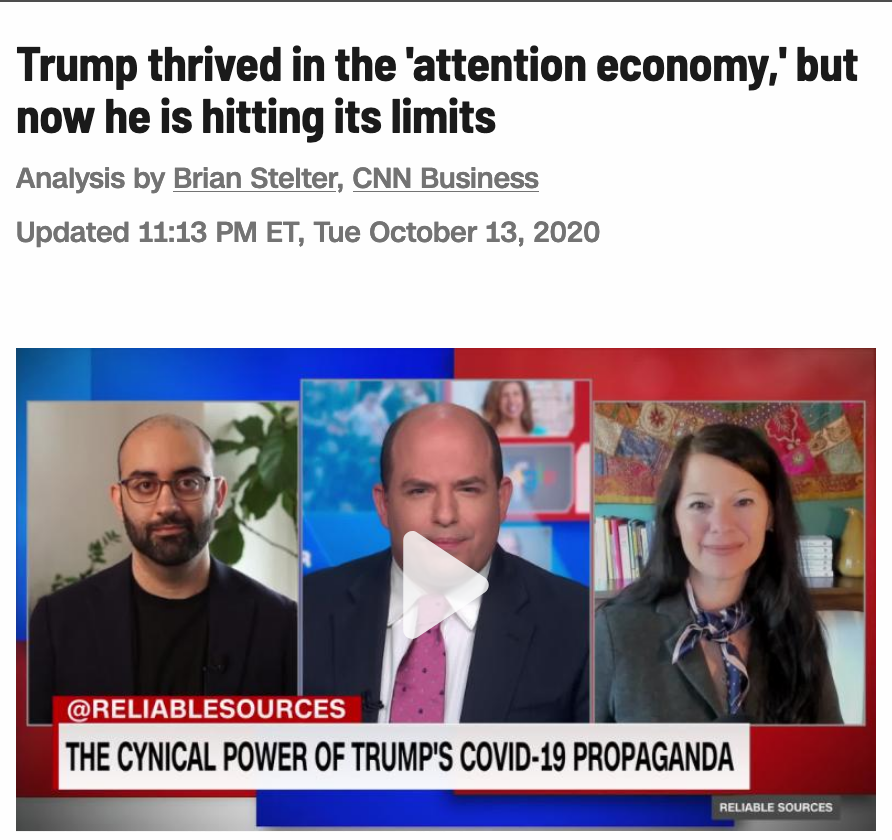 Trump thrived in the 'attention economy,' but
now he is hitting its limits
Analysis by Brian Stelter, CNN Business
Updated 11:13 PM ET, Tue October 13, 2020
@RELIABLESOURCES
THE CYNICAL POWER OF TRUMP'S COVID-19 PROPAGANDA
RELIABLE SOURCES